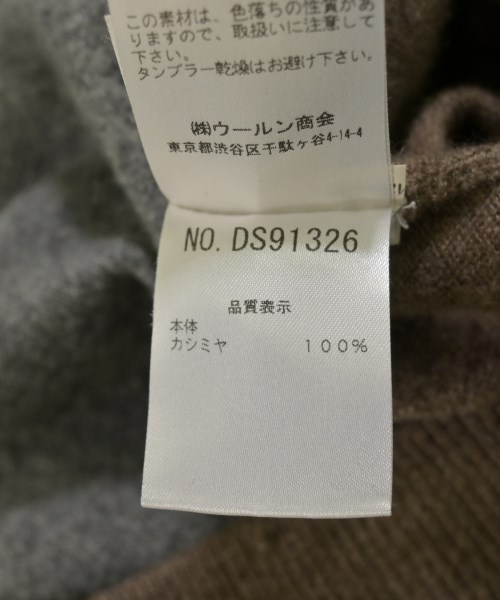 この素材は、色落ちの性質があ
りますので、取扱いに注意して
下さい。
タンブラー乾燥はお避け下さい。
㈱ウールン商会
東京都渋谷区千駄ヶ谷4-14-4
NO. DS91326
品質表示
本体
カシミヤ 100%